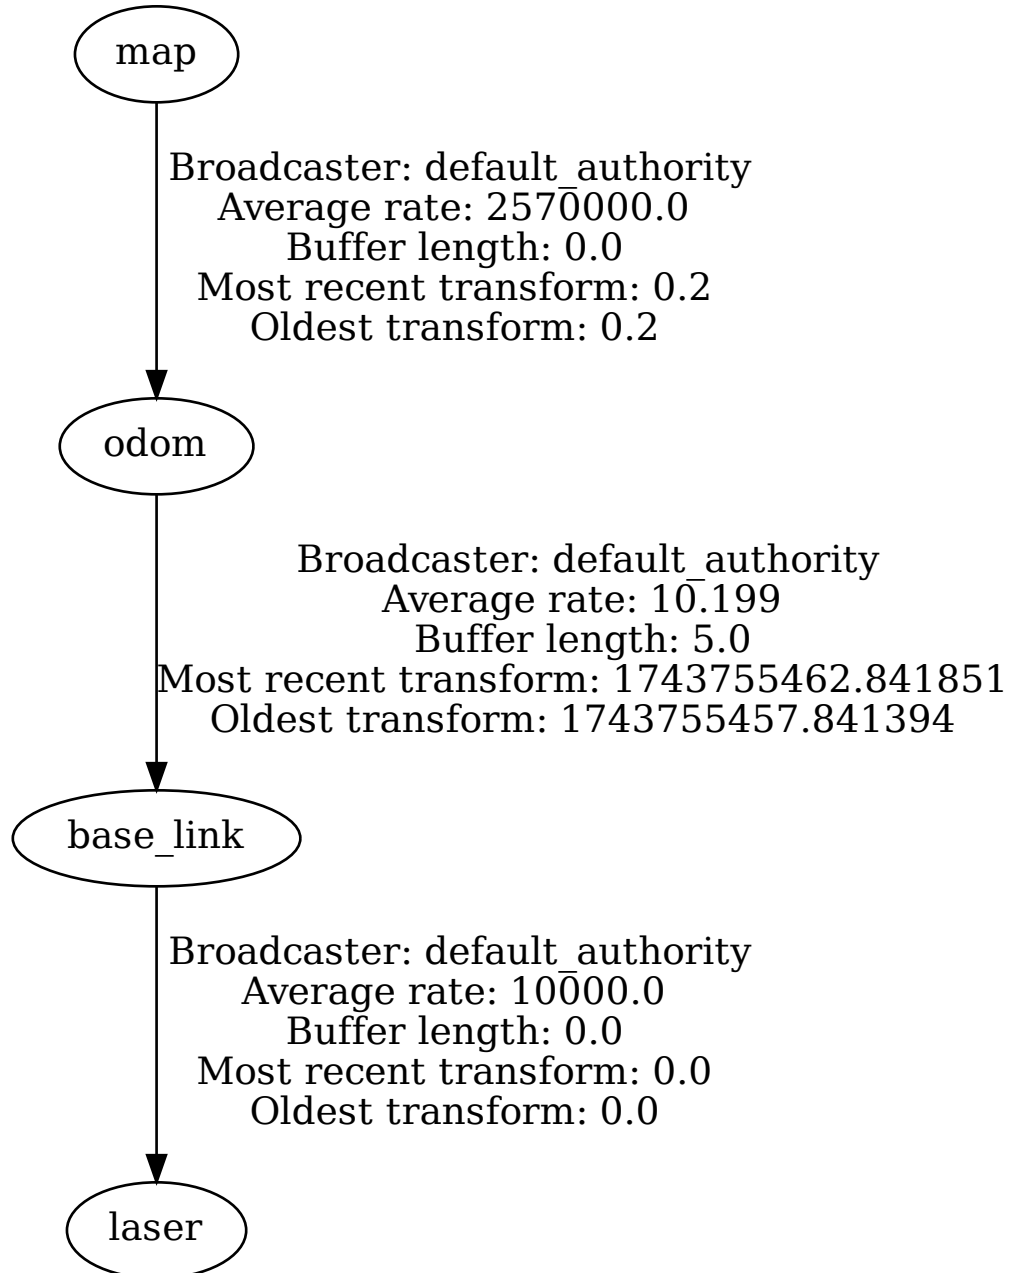 map
Broadcaster: default_authority
Average rate: 2570000.0
Buffer length: 0.0
Most recent transform: 0.2
Oldest transform: 0.2
odom
Broadcaster: default_authority
Average rate: 10.199
Buffer length: 5.0
Most recent transform: 1743755462.841851
Oldest transform: 1743755457.841394
base_link
Broadcaster: default_authority
Average rate: 10000.0
Buffer length: 0.0
Most recent transform: 0.0
Oldest transform: 0.0
laser